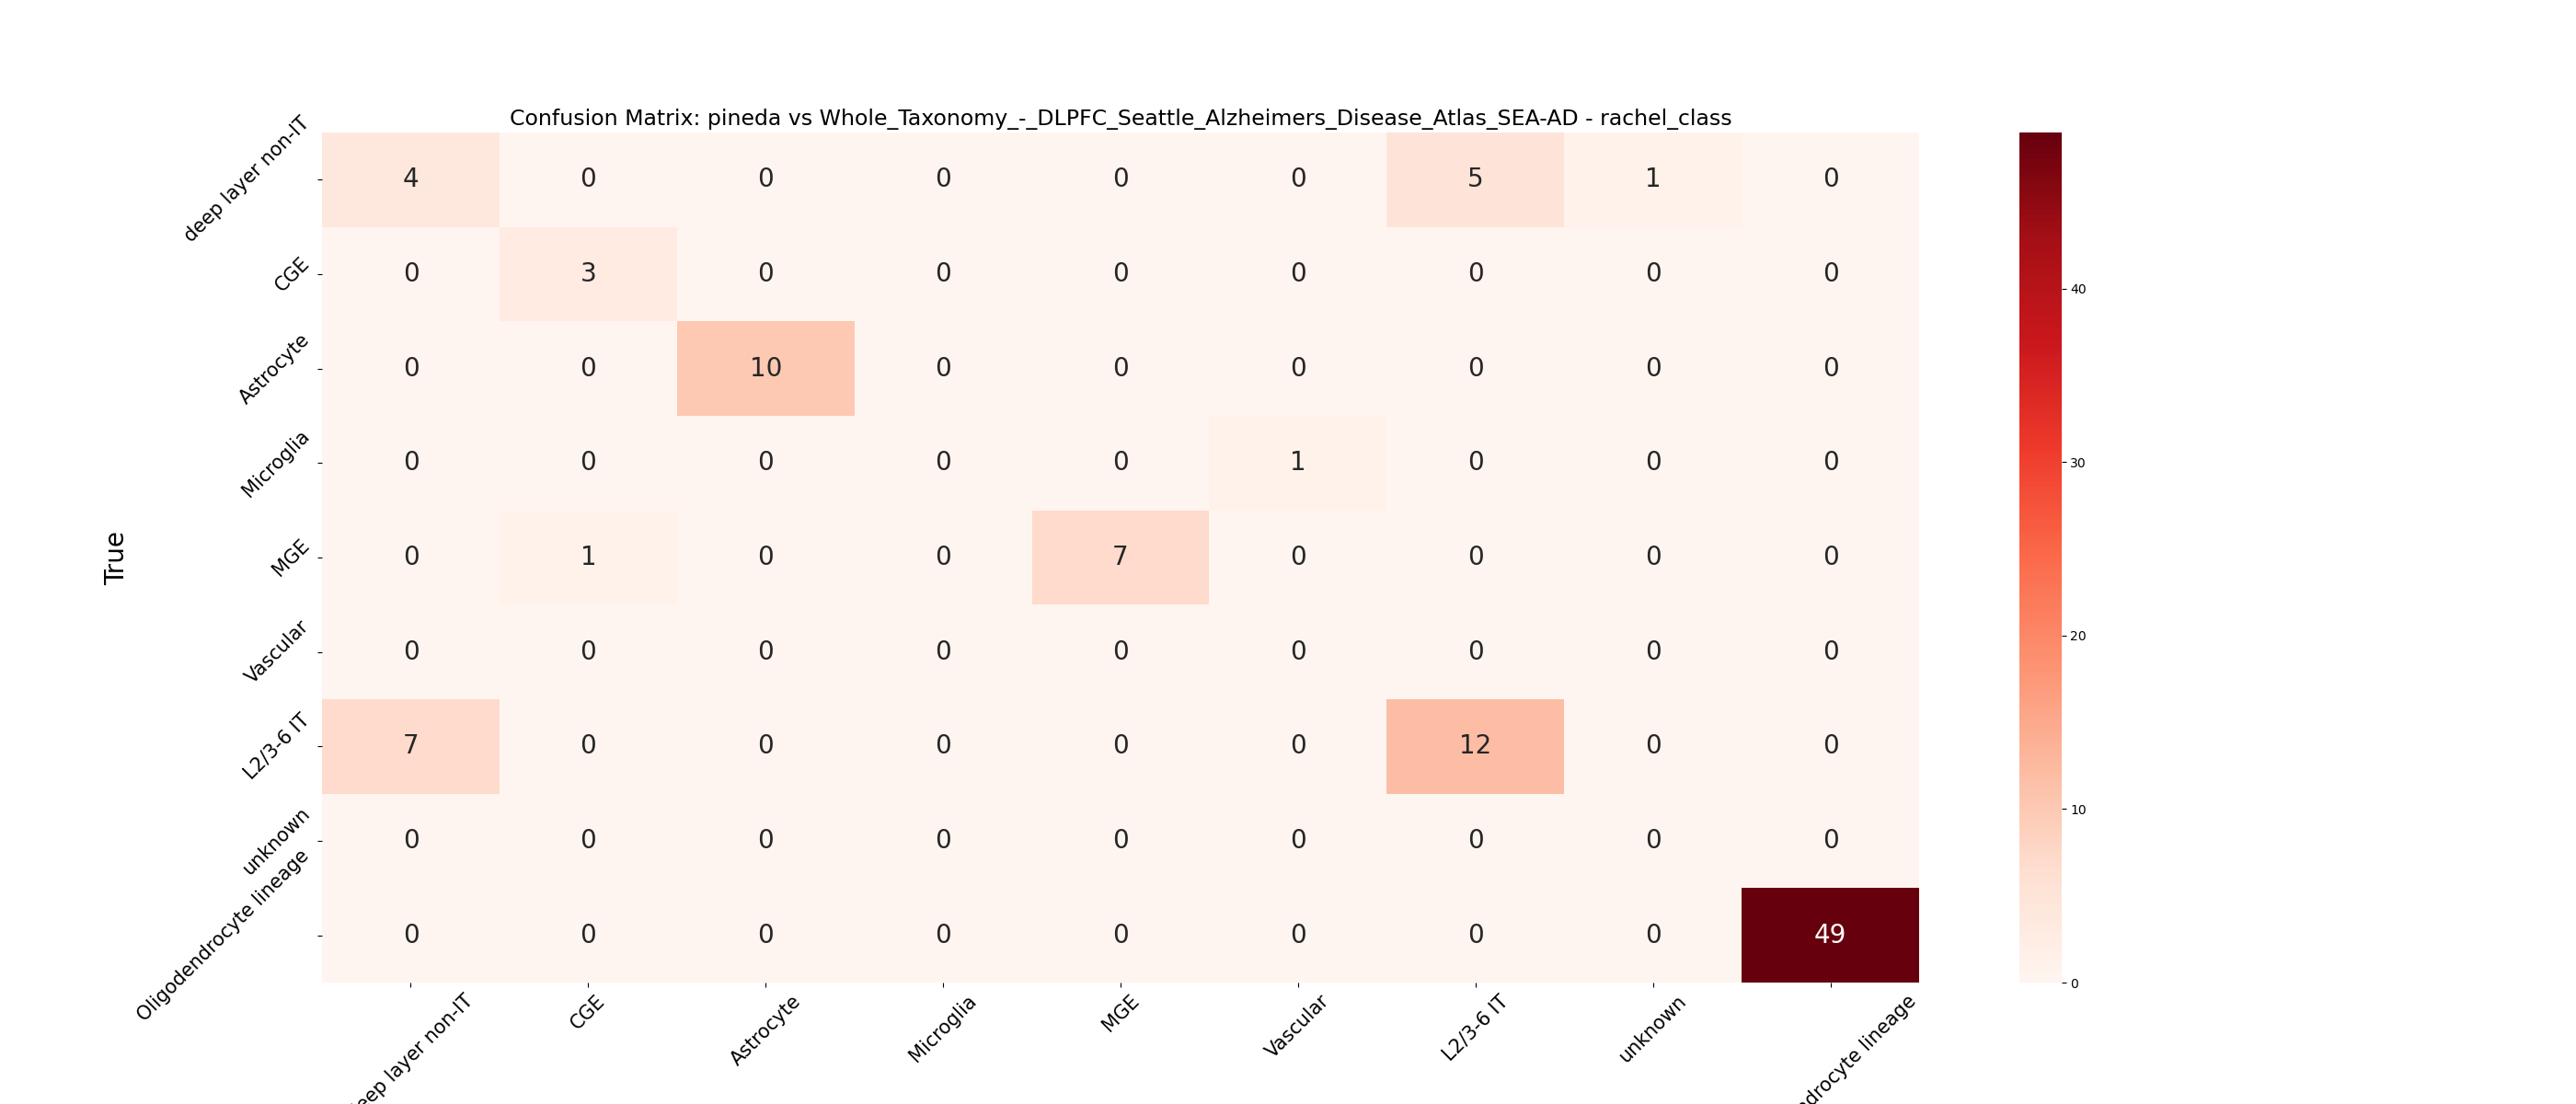 Confusion Matrix: pineda vs Whole_Taxonomy_-_DLPFC_Seattle_Alzheimers_Disease_Atlas_SEA-AD - rachel_class
True
deep layer non-IT 4 0 0 0 0 0 5 1 0
CGE 0 3 0 0 0 0 0 0 0
Astrocyte 0 0 10 0 0 0 0 0 0
Microglia 0 0 0 0 0 1 0 0 0
MGE 0 1 0 0 7 0 0 0 0
Vascular 0 0 0 0 0 0 0 0 0
L2/3-6 IT 7 0 0 0 0 0 12 0 0
unknown 0 0 0 0 0 0 0 0 0
Oligodendrocyte lineage 0 0 0 0 0 0 0 0 49
eep layer non-IT CGE Astrocyte Microglia MGE Vascular L2/3-6 IT unknown drocyte lineage
40
30
20
10
0